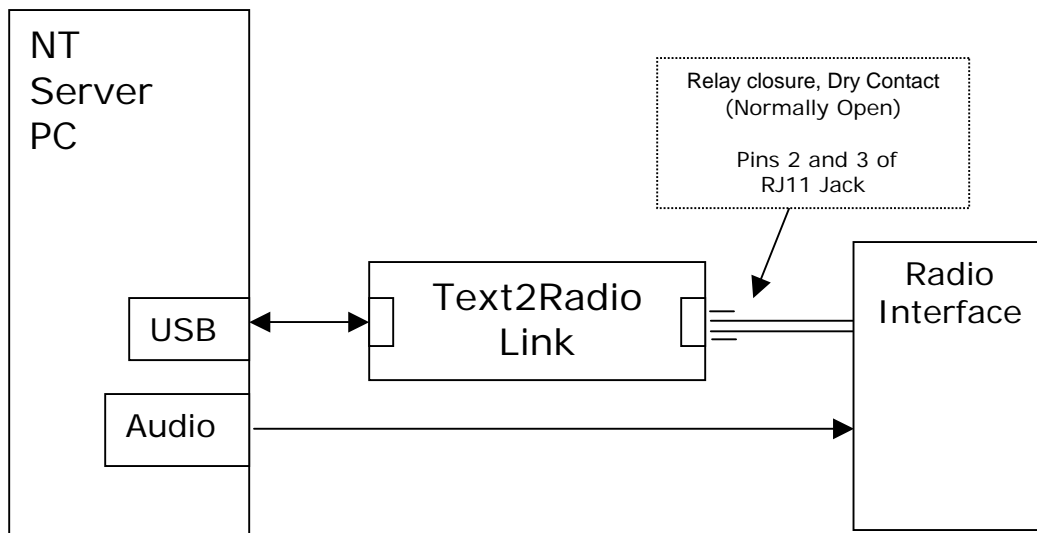 NT
Server
PC
Relay closure, Dry Contact
(Normally Open)
Pins 2 and 3 of
RJ11 Jack
Text2Radio
Link
Radio
Interface
USB
Audio